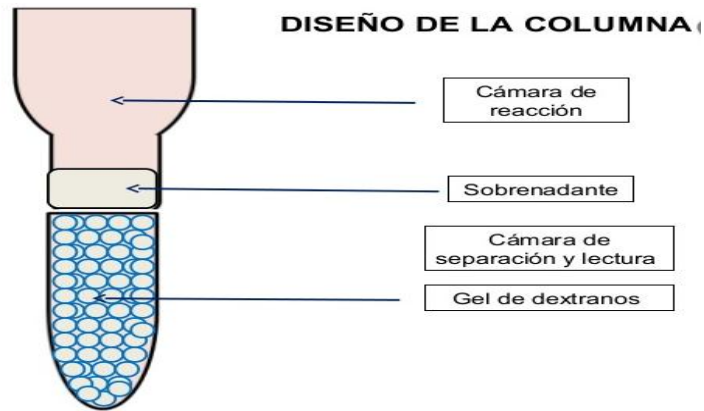 DISEÑO DE LA COLUMNA
Cámara de
reacción
Sobrenadante
Cámara de
separación y lectura
Gel de dextranos